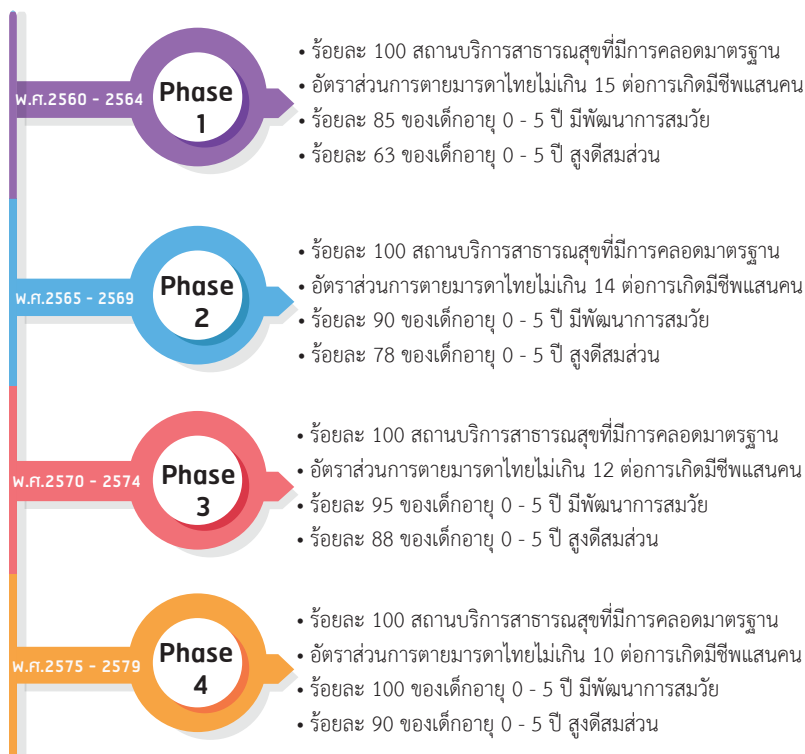 พ.ศ.2560 - 2564
Phase
1
• ร้อยละ 100 สถานบริการสาธารณสุขที่มีการคลอดมาตรฐาน
• อัตราส่วนการตายมารดาไทยไม่เกิน 15 ต่อการเกิดมีชีพแสนคน
• ร้อยละ 85 ของเด็กอายุ 0 - 5 ปี มีพัฒนาการสมวัย
• ร้อยละ 63 ของเด็กอายุ 0 - 5 ปี สูงดีสมส่วน
พ.ศ.2565 - 2569
Phase
2
• ร้อยละ 100 สถานบริการสาธารณสุขที่มีการคลอดมาตรฐาน
• อัตราส่วนการตายมารดาไทยไม่เกิน 14 ต่อการเกิดมีชีพแสนคน
• ร้อยละ 90 ของเด็กอายุ 0 - 5 ปี มีพัฒนาการสมวัย
• ร้อยละ 78 ของเด็กอายุ 0 - 5 ปี สูงดีสมส่วน
พ.ศ.2570 - 2574
Phase
3
• ร้อยละ 100 สถานบริการสาธารณสุขที่มีการคลอดมาตรฐาน
• อัตราส่วนการตายมารดาไทยไม่เกิน 12 ต่อการเกิดมีชีพแสนคน
• ร้อยละ 95 ของเด็กอายุ 0 - 5 ปี มีพัฒนาการสมวัย
• ร้อยละ 88 ของเด็กอายุ 0 - 5 ปี สูงดีสมส่วน
พ.ศ.2575 - 2579
Phase
4
• ร้อยละ 100 สถานบริการสาธารณสุขที่มีการคลอดมาตรฐาน
• อัตราส่วนการตายมารดาไทยไม่เกิน 10 ต่อการเกิดมีชีพแสนคน
• ร้อยละ 100 ของเด็กอายุ 0 - 5 ปี มีพัฒนาการสมวัย
• ร้อยละ 90 ของเด็กอายุ 0 - 5 ปี สูงดีสมส่วน